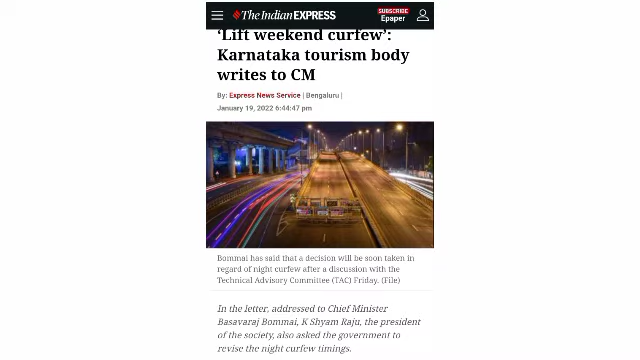 The Indian EXPRESS
SUBSCRIBE
Epaper
‘Lift weekend curfew’:
Karnataka tourism body
writes to CM
By: Express News Service | Bengaluru |
January 19, 2022 6:44:47 pm
Bommai has said that a decision will be soon taken in
regard of night curfew after a discussion with the
Technical Advisory Committee (TAC) Friday. (File)
In the letter, addressed to Chief Minister
Basavaraj Bommai, K Shyam Raju, the president
of the society, also asked the government to
revise the night curfew timings.